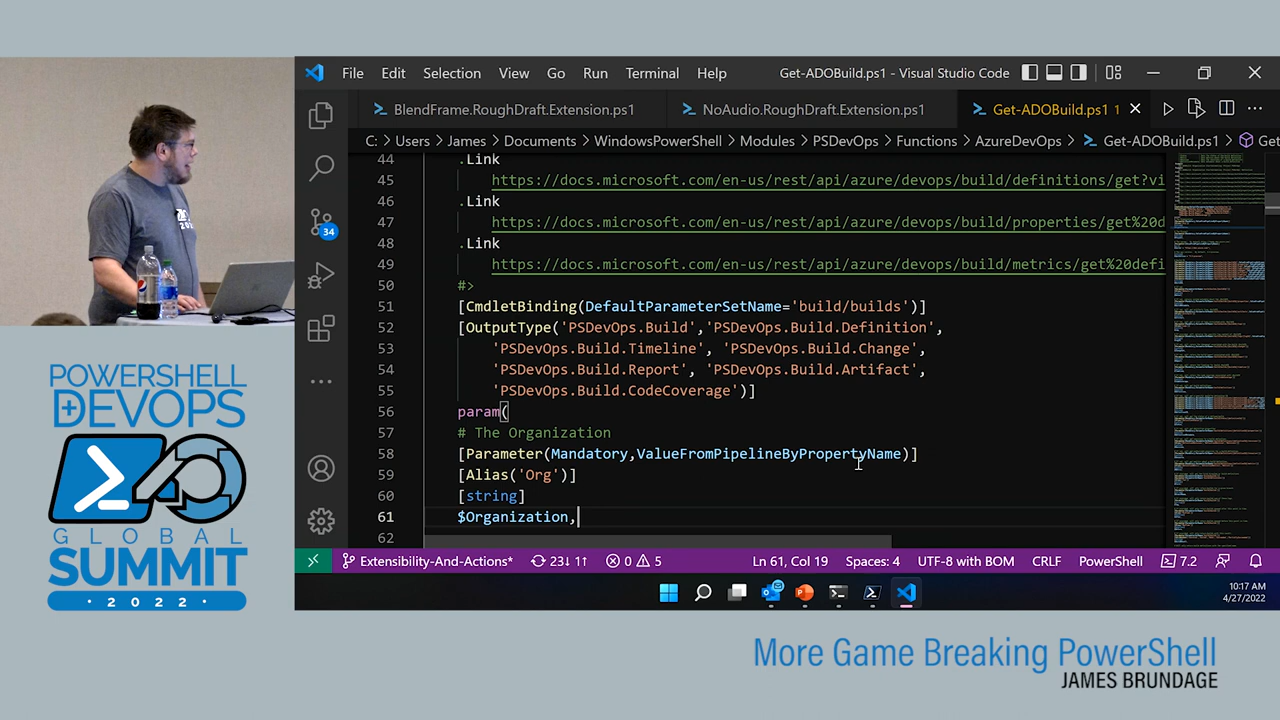 File Edit Selection View Go Run Terminal Help Get-ADOBuild.ps1 - Visual Studio Code
BlendFrame.RoughDraft.Extension.ps1 NoAudio.RoughDraft.Extension.ps1 Get-ADOBuild.ps1 1
C: > Users > James > Documents > WindowsPowerShell > Modules > PSDevOps > Functions > AzureDevOps > Get-ADOBuild.ps1 > Get
44 .Link
45 ://docs.microsoft.com/en-us/rest/api/azure/devops/build/definitions/get?vi
46 .Link
47 ://docs.microsoft.com/en-us/rest/api/azure/devops/build/properties/get%20d
48 .Link
49 ://docs.microsoft.com/en-us/rest/api/azure/devops/build/metrics/get%20defi
50 #>
51 [CmdletBinding(DefaultParameterSetName='build/builds')]
52 [OutputType('PSDevOps.Build','PSDevOps.Build.Definition',
53 'PSDevOps.Build.Timeline', 'PSDevOps.Build.Change',
54 'PSDevOps.Build.Report', 'PSDevOps.Build.Artifact',
55 'PSDevOps.Build.CodeCoverage')]
56 param(
57 # The Organization
58 [Parameter(Mandatory,ValueFromPipelineByPropertyName)]
59 [Alias('Org')]
60 [string]
61 $Organization,
62
34
Extensibility-And-Actions* 23↓ 1↑ 0 5 Ln 61, Col 19 Spaces: 4 UTF-8 with BOM CRLF PowerShell 7.2
10:17 AM
4/27/2022
POWERSHELL
+DEVOPS
GLOBAL
SUMMIT
· 2022 ·
More Game Breaking PowerShell
JAMES BRUNDAGE